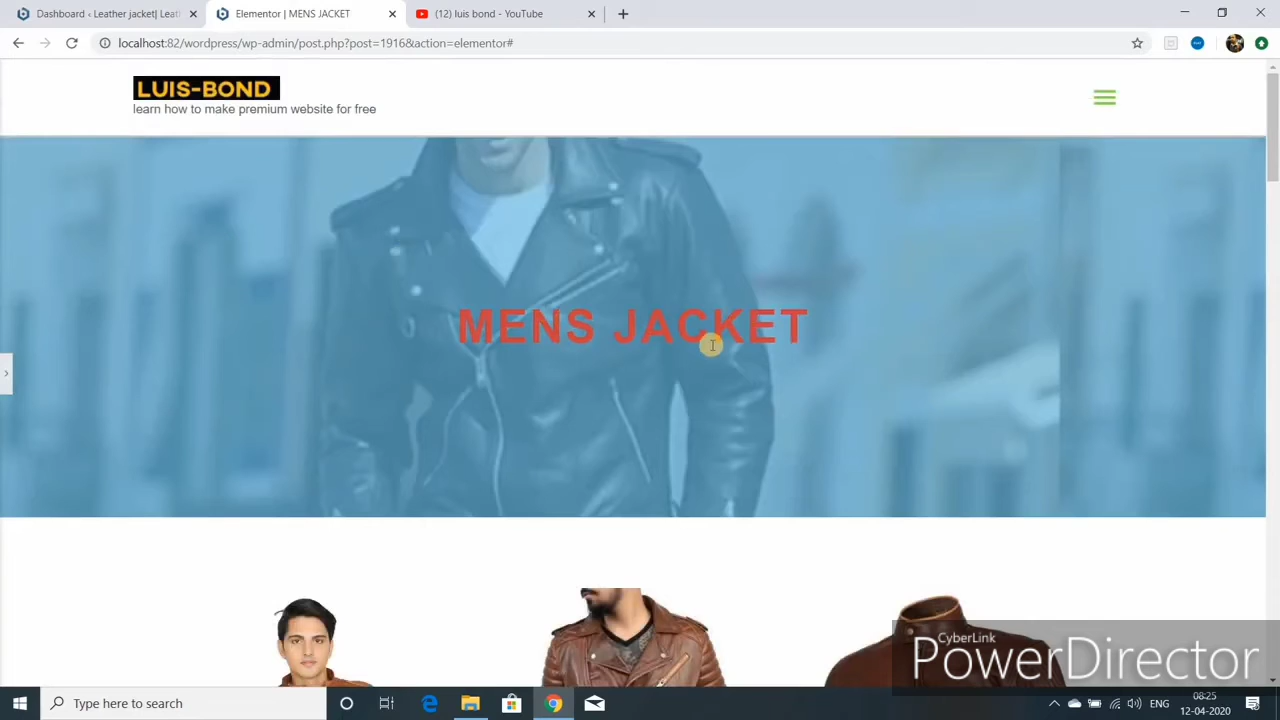 Dashboard ‹ Leather jacket| Leat
Elementor | MENS JACKET
(12) luis bond - YouTube
localhost:82/wordpress/wp-admin/post.php?post=1916&action=elementor#
LUIS-BOND
learn how to make premium website for free
MENS JACKET
CyberLink
PowerDirector
Type here to search
ENG
08:25
12-04-2020